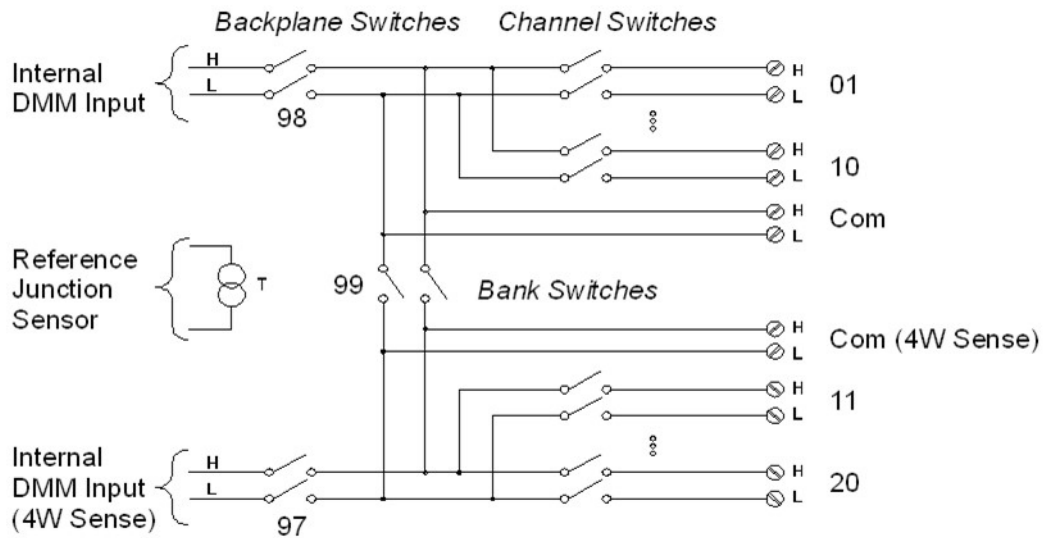 Backplane Switches Channel Switches
Internal
DMM Input
H
L
98
H
L
01
H
L
10
H
L
Com
Reference
Junction
Sensor
T
99
Bank Switches
H
L
Com (4W Sense)
H
L
11
Internal
DMM Input
(4W Sense)
H
L
97
H
L
20